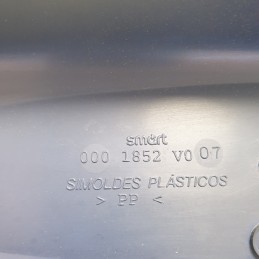 smart
000 1852 V0 07
SIMOLDES PLÁSTICOS
> PP <